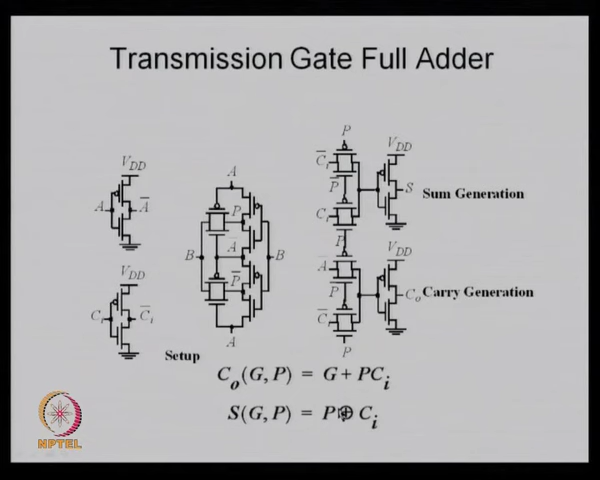 Transmission Gate Full Adder
V_DD
A
A̅
V_DD
C_i
C̅_i
Setup
A
P
B
A
B
P̅
A
P
C̅_i
P̅
C_i
P
A
P̅
C̅_i
P
V_DD
S
Sum Generation
V_DD
C_o
Carry Generation
C_o(G, P) = G + PC_i
S(G, P) = P ⊕ C_i
NPTEL